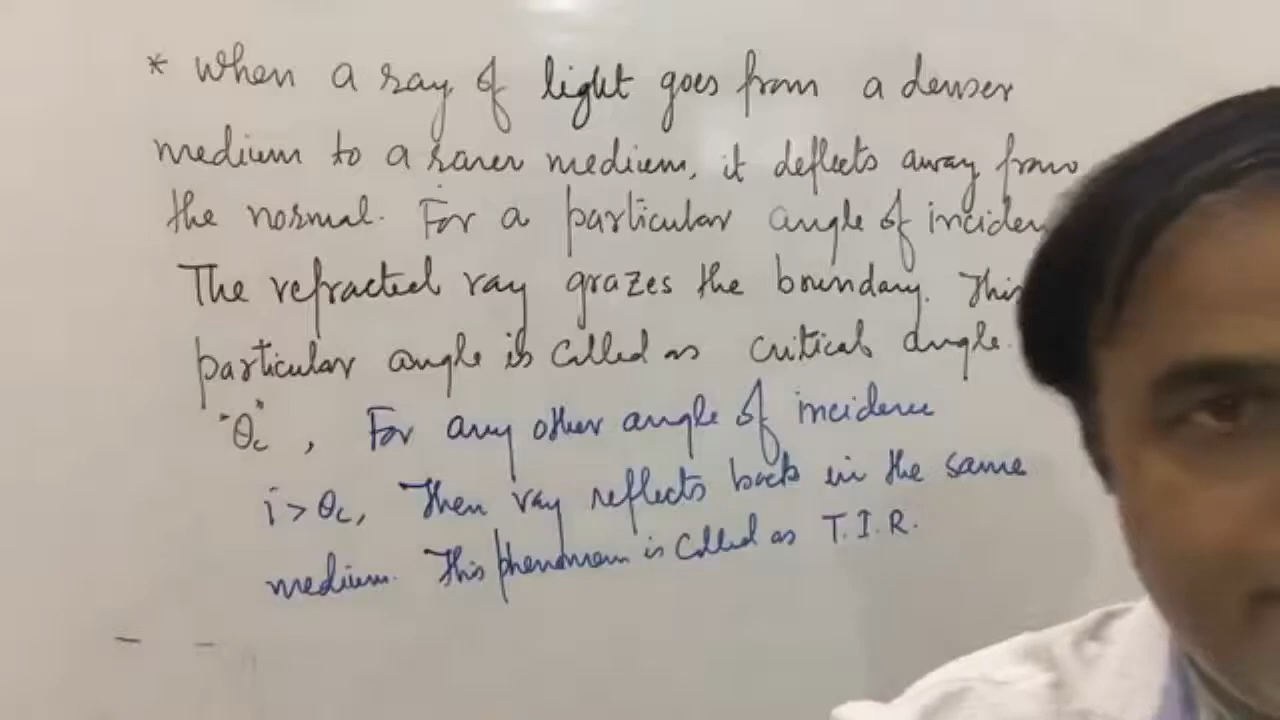 * When a ray of light goes from a denser
medium to a rarer medium, it deflects away from
the normal. For a particular angle of inciden
The refracted ray grazes the boundary. This
particular angle is called as critical angle.
"θc" , For any other angle of incidence
i > θc, Then ray reflects back in the same
medium. This phenomenon is called as T.I.R.